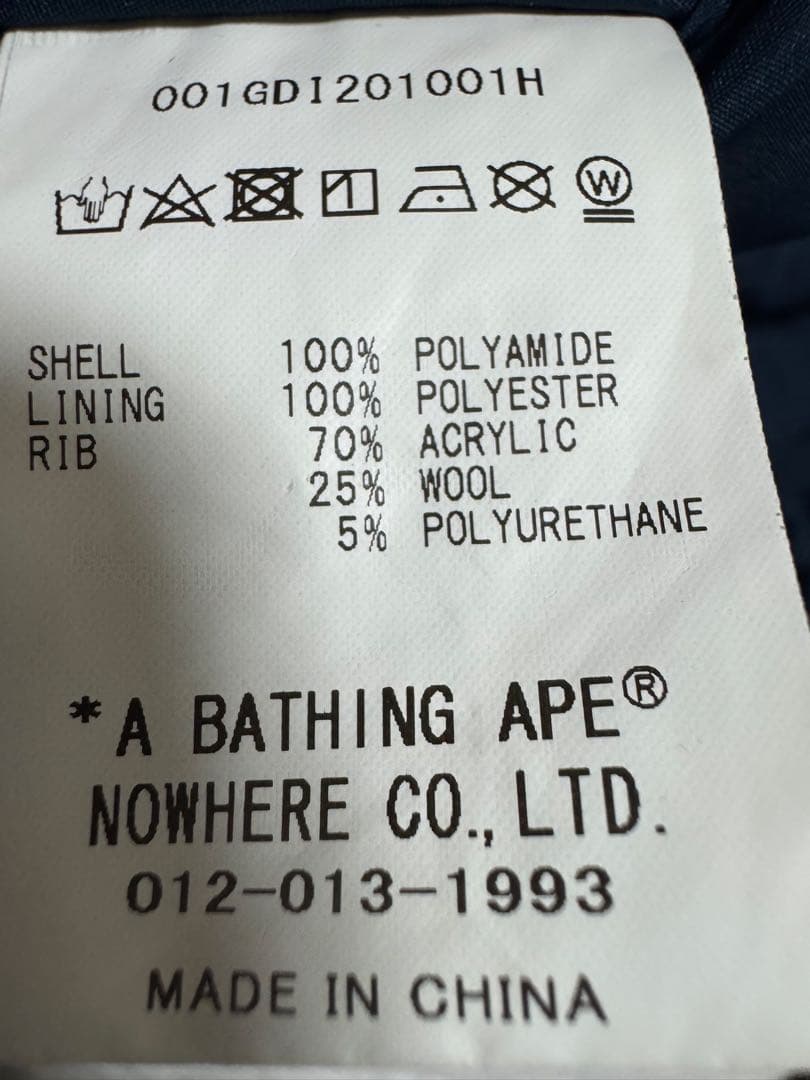 001GDI201001H
W
SHELL 100% POLYAMIDE
LINING 100% POLYESTER
RIB 70% ACRYLIC
25% WOOL
5% POLYURETHANE
*A BATHING APE®
NOWHERE CO., LTD.
012-013-1993
MADE IN CHINA